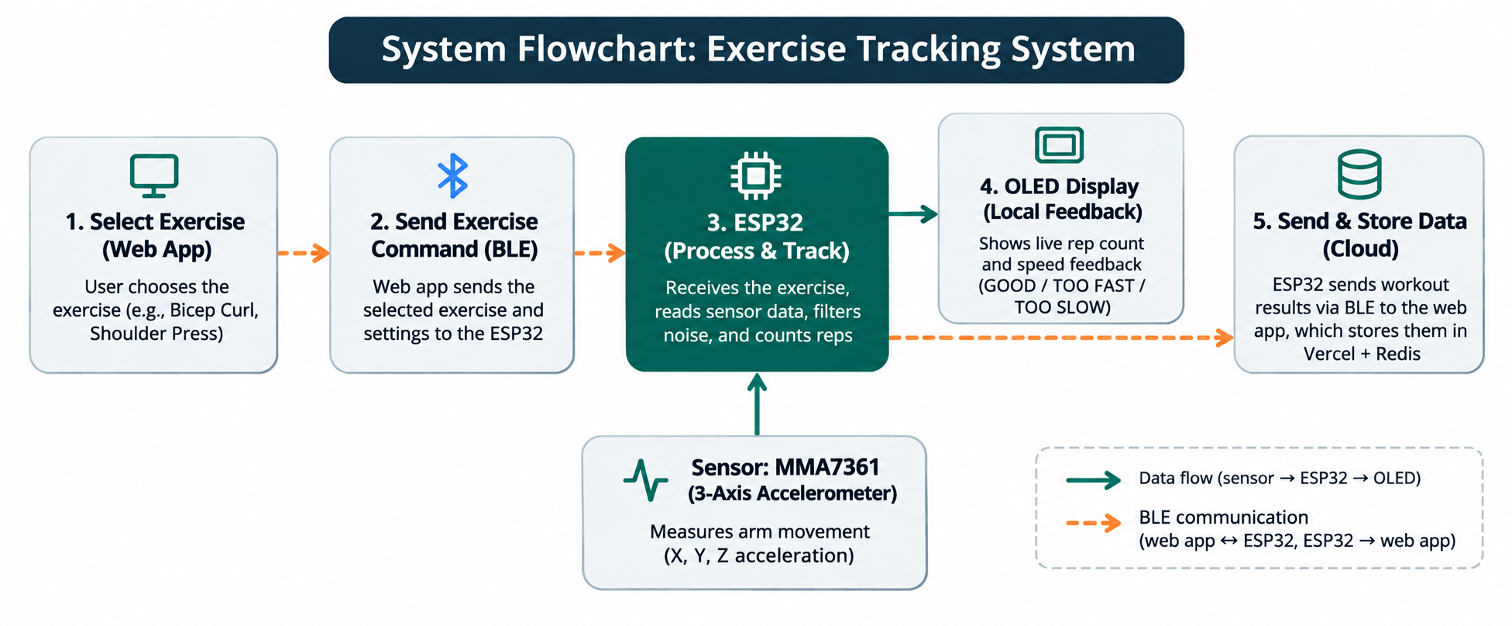 System Flowchart: Exercise Tracking System
1. Select Exercise
(Web App)
User chooses the
exercise (e.g., Bicep Curl,
Shoulder Press)
2. Send Exercise
Command (BLE)
Web app sends the
selected exercise and
settings to the ESP32
3. ESP32
(Process & Track)
Receives the exercise,
reads sensor data, filters
noise, and counts reps
4. OLED Display
(Local Feedback)
Shows live rep count
and speed feedback
(GOOD / TOO FAST /
TOO SLOW)
5. Send & Store Data
(Cloud)
ESP32 sends workout
results via BLE to the web
app, which stores them in
Vercel + Redis
Sensor: MMA7361
(3-Axis Accelerometer)
Measures arm movement
(X, Y, Z acceleration)
Data flow (sensor → ESP32 → OLED)
BLE communication
(web app ↔ ESP32, ESP32 → web app)